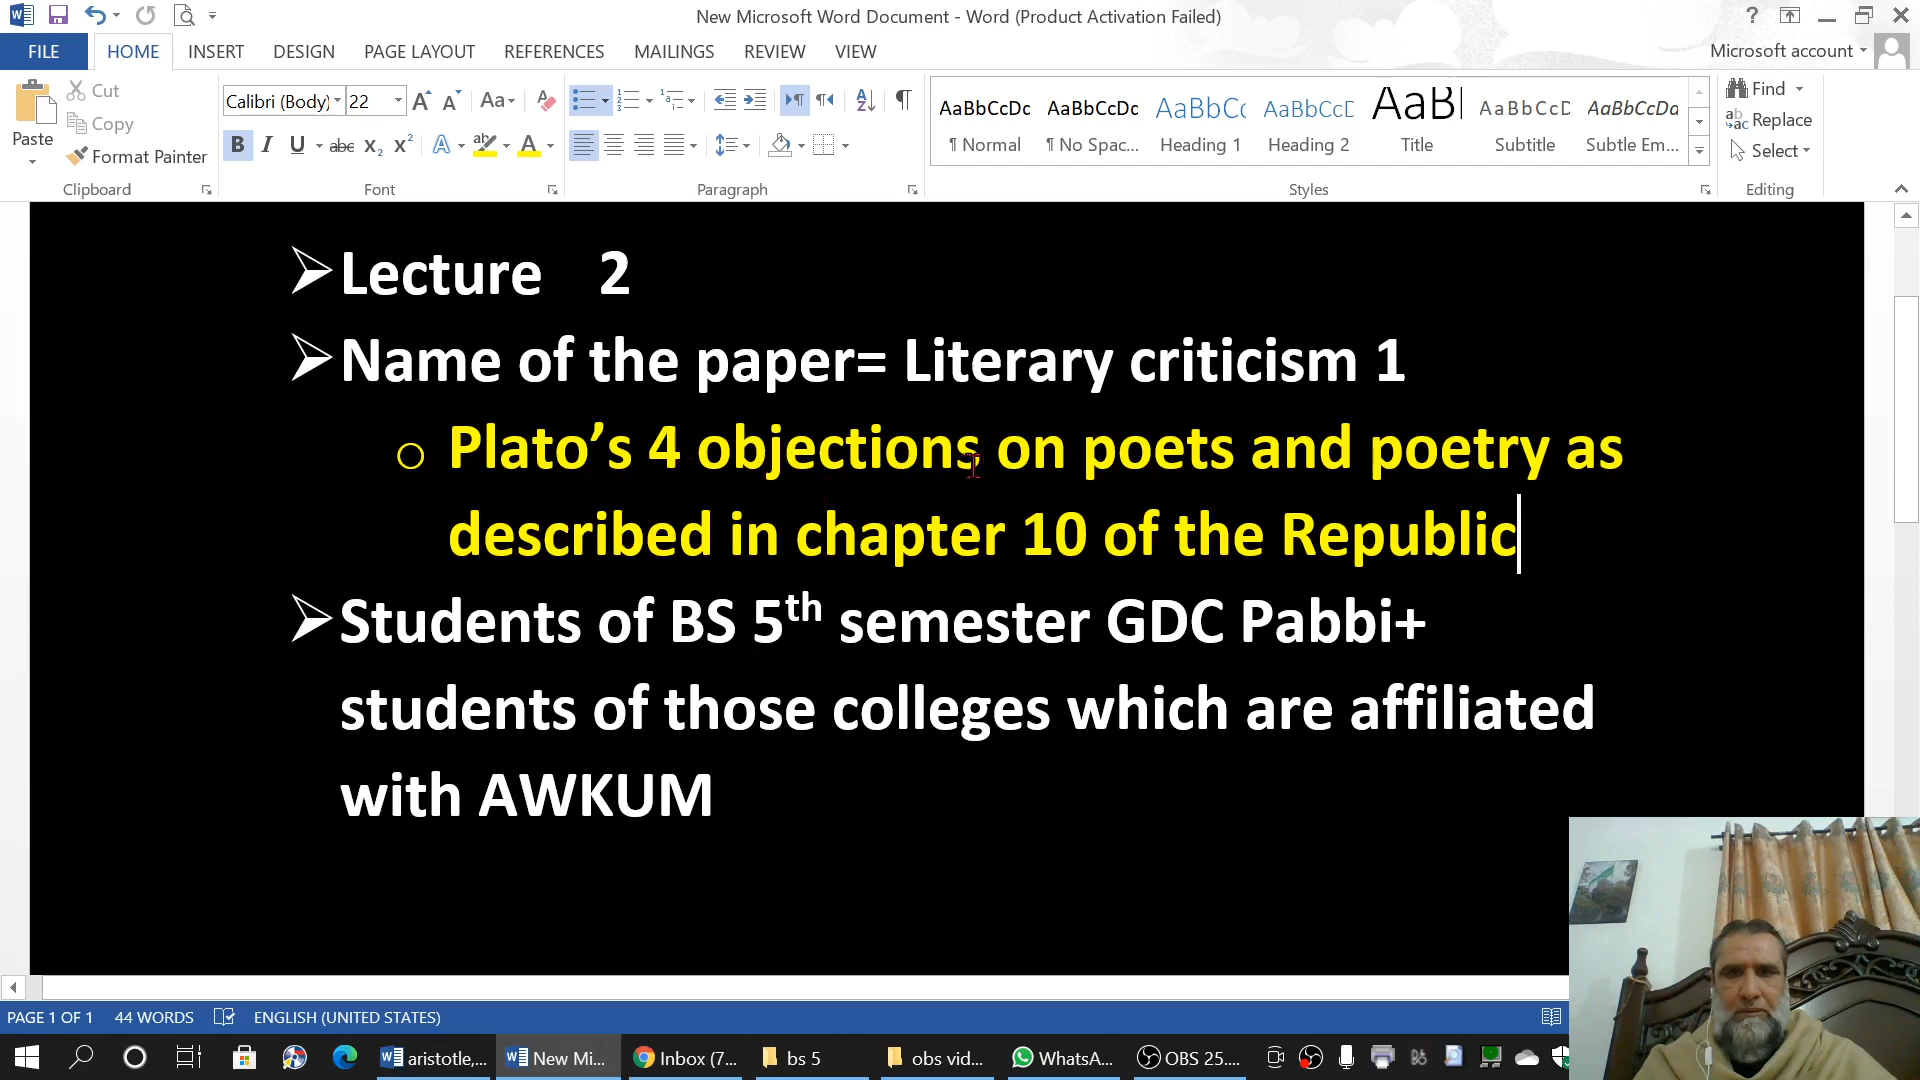 New Microsoft Word Document - Word (Product Activation Failed)
FILE HOME INSERT DESIGN PAGE LAYOUT REFERENCES MAILINGS REVIEW VIEW Microsoft account
Cut
Copy
Format Painter
Paste
Clipboard
Calibri (Body) 22
Font
Paragraph
AaBbCcDc AaBbCcDc AaBbCc AaBbCcD AaB AaBbCcD AaBbCcDa
¶ Normal ¶ No Spac... Heading 1 Heading 2 Title Subtitle Subtle Em...
Styles
Find
Replace
Select
Editing
Lecture 2
Name of the paper= Literary criticism 1
Plato’s 4 objections on poets and poetry as
described in chapter 10 of the Republic
Students of BS 5th semester GDC Pabbi+
students of those colleges which are affiliated
with AWKUM
PAGE 1 OF 1 44 WORDS ENGLISH (UNITED STATES)
aristotle,... New Mi... Inbox (7... bs 5 obs vid... WhatsA... OBS 25....